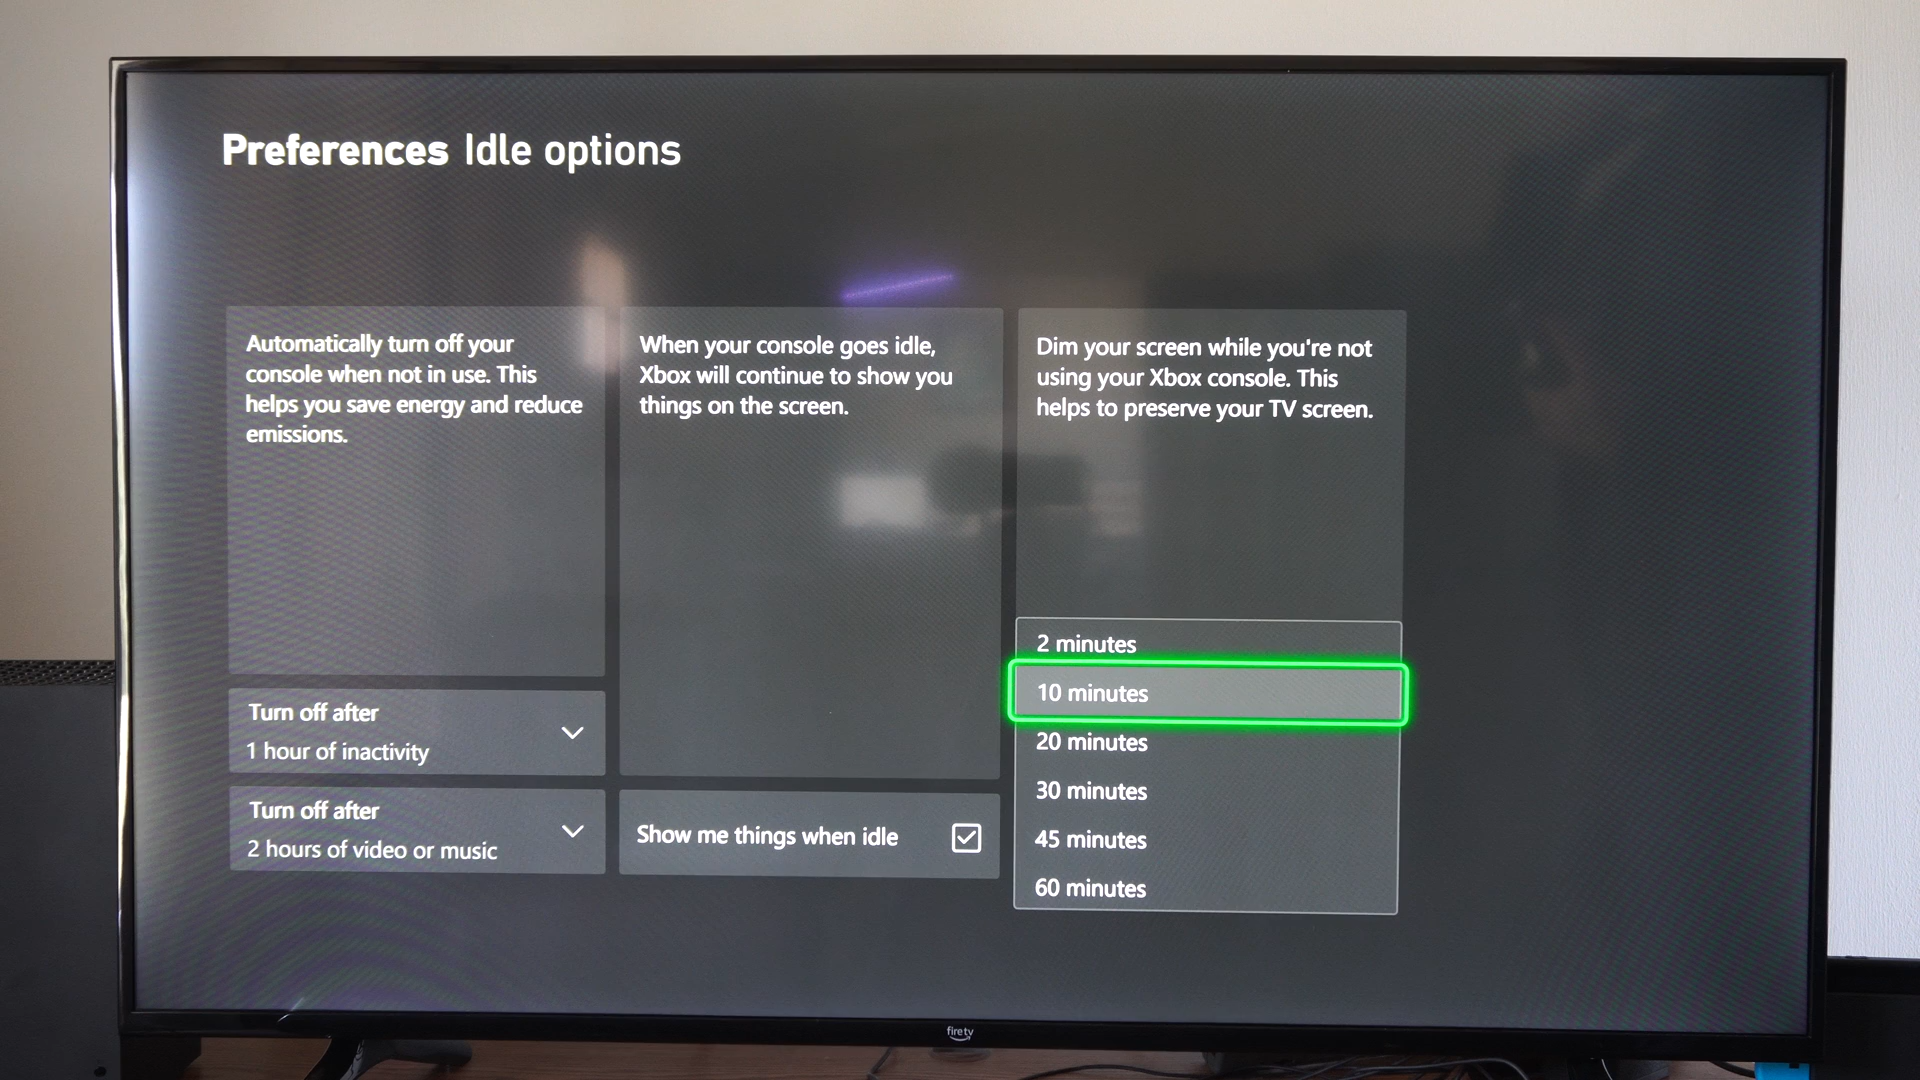 Preferences Idle options
Automatically turn off your
console when not in use. This
helps you save energy and reduce
emissions.
Turn off after
1 hour of inactivity
Turn off after
2 hours of video or music
When your console goes idle,
Xbox will continue to show you
things on the screen.
Show me things when idle
Dim your screen while you're not
using your Xbox console. This
helps to preserve your TV screen.
2 minutes
10 minutes
20 minutes
30 minutes
45 minutes
60 minutes
firetv